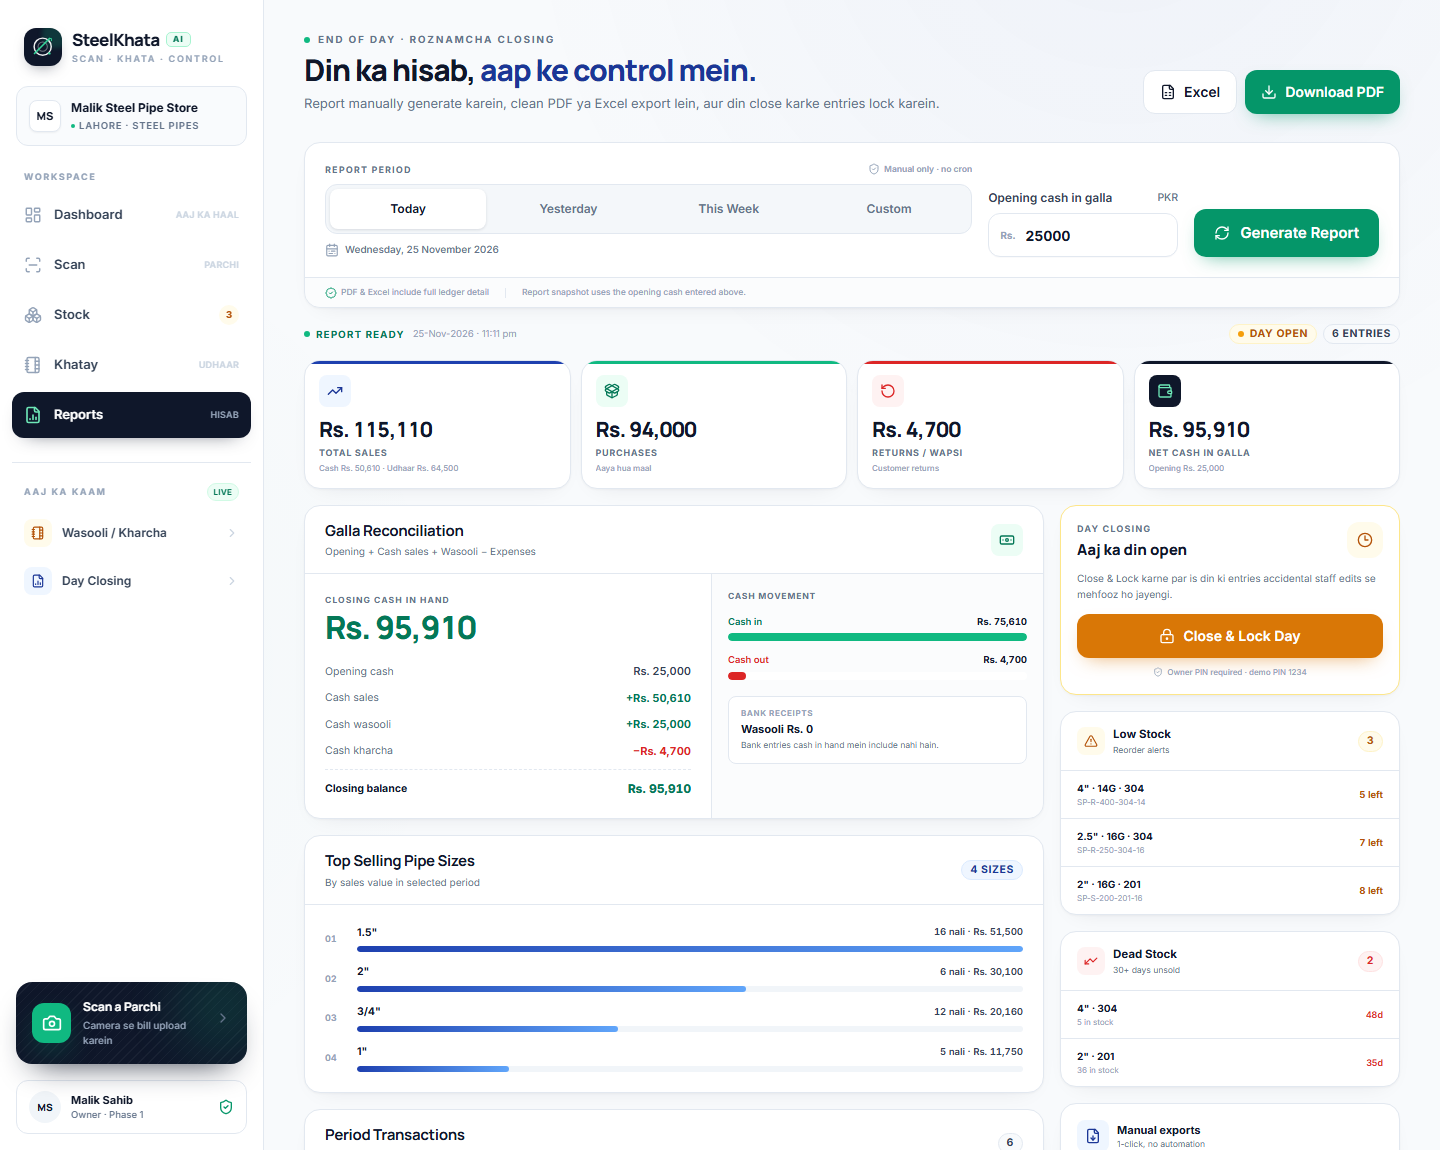 SteelKhata AI
SCAN · KHATA · CONTROL
MS
Malik Steel Pipe Store
LAHORE · STEEL PIPES
WORKSPACE
Dashboard AAJ KA HAAL
Scan PARCHI
Stock 3
Khatay UDHAAR
Reports HISAB
AAJ KA KAAM LIVE
Wasooli / Kharcha
Day Closing
Scan a Parchi
Camera se bill upload
karein
MS
Malik Sahib
Owner · Phase 1
END OF DAY · ROZNAMCHA CLOSING
Din ka hisab, aap ke control mein.
Report manually generate karein, clean PDF ya Excel export lein, aur din close karke entries lock karein.
Excel
Download PDF
REPORT PERIOD
Manual only · no cron
Today Yesterday This Week Custom
Wednesday, 25 November 2026
Opening cash in galla PKR
Rs. 25000
Generate Report
PDF & Excel include full ledger detail
Report snapshot uses the opening cash entered above.
REPORT READY 25-Nov-2026 · 11:11 pm
DAY OPEN
6 ENTRIES
Rs. 115,110
TOTAL SALES
Cash Rs. 50,610 · Udhaar Rs. 64,500
Rs. 94,000
PURCHASES
Aaya hua maal
Rs. 4,700
RETURNS / WAPSI
Customer returns
Rs. 95,910
NET CASH IN GALLA
Opening Rs. 25,000
Galla Reconciliation
Opening + Cash sales + Wasooli − Expenses
CLOSING CASH IN HAND
Rs. 95,910
Opening cash Rs. 25,000
Cash sales +Rs. 50,610
Cash wasooli +Rs. 25,000
Cash kharcha −Rs. 4,700
Closing balance Rs. 95,910
CASH MOVEMENT
Cash in Rs. 75,610
Cash out Rs. 4,700
BANK RECEIPTS
Wasooli Rs. 0
Bank entries cash in hand mein include nahi hain.
Top Selling Pipe Sizes
By sales value in selected period
4 SIZES
01 1.5" 16 nali · Rs. 51,500
02 2" 6 nali · Rs. 30,100
03 3/4" 12 nali · Rs. 20,160
04 1" 5 nali · Rs. 11,750
Period Transactions
6
DAY CLOSING
Aaj ka din open
Close & Lock karne par is din ki entries accidental staff edits se
mehfooz ho jayengi.
Close & Lock Day
Owner PIN required · demo PIN 1234
Low Stock
Reorder alerts
3
4" · 14G · 304
SP-R-400-304-14
5 left
2.5" · 16G · 304
SP-R-250-304-16
7 left
2" · 16G · 201
SP-S-200-201-16
8 left
Dead Stock
30+ days unsold
2
4" · 304
5 in stock
48d
2" · 201
36 in stock
35d
Manual exports
1-click, no automation